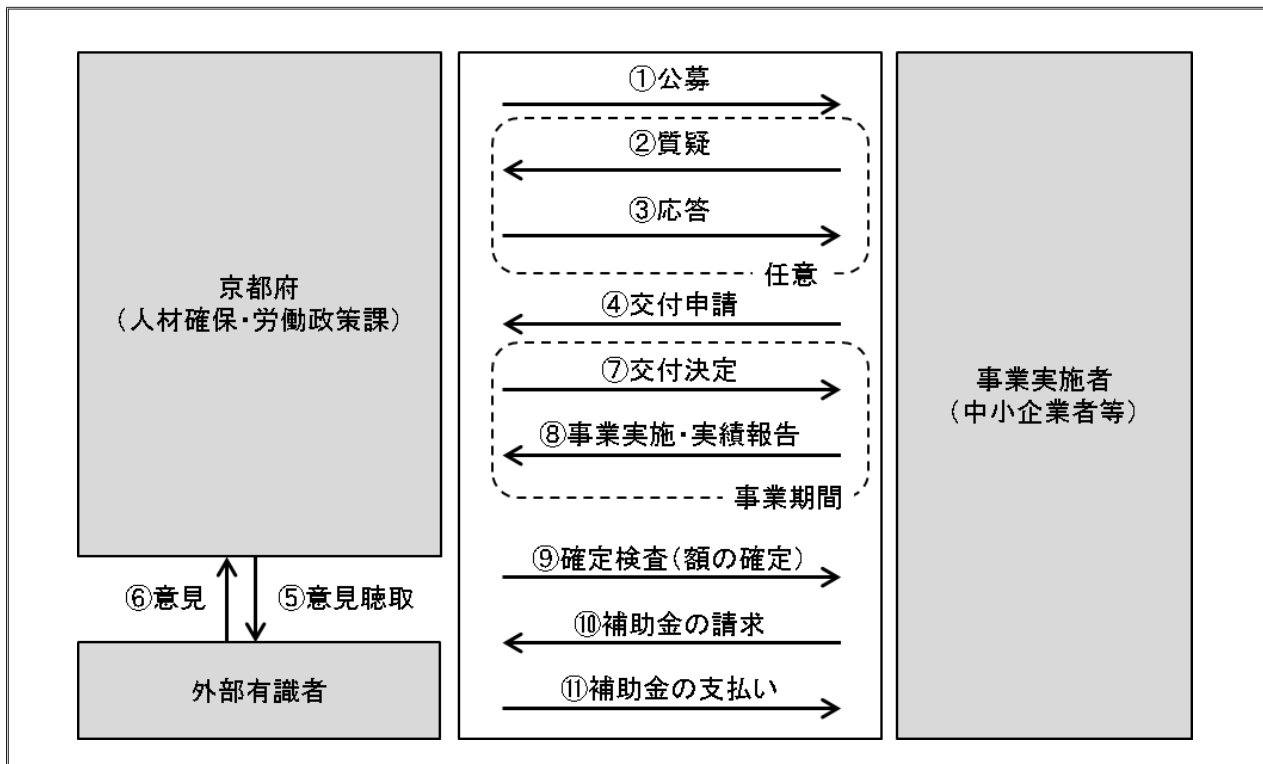 京都府
（人材確保・労働政策課）
⑥意見
⑤意見聴取
外部有識者
①公募
②質疑
③応答
任意
④交付申請
⑦交付決定
⑧事業実施・実績報告
事業期間
⑨確定検査（額の確定）
⑩補助金の請求
⑪補助金の支払い
事業実施者
（中小企業者等）